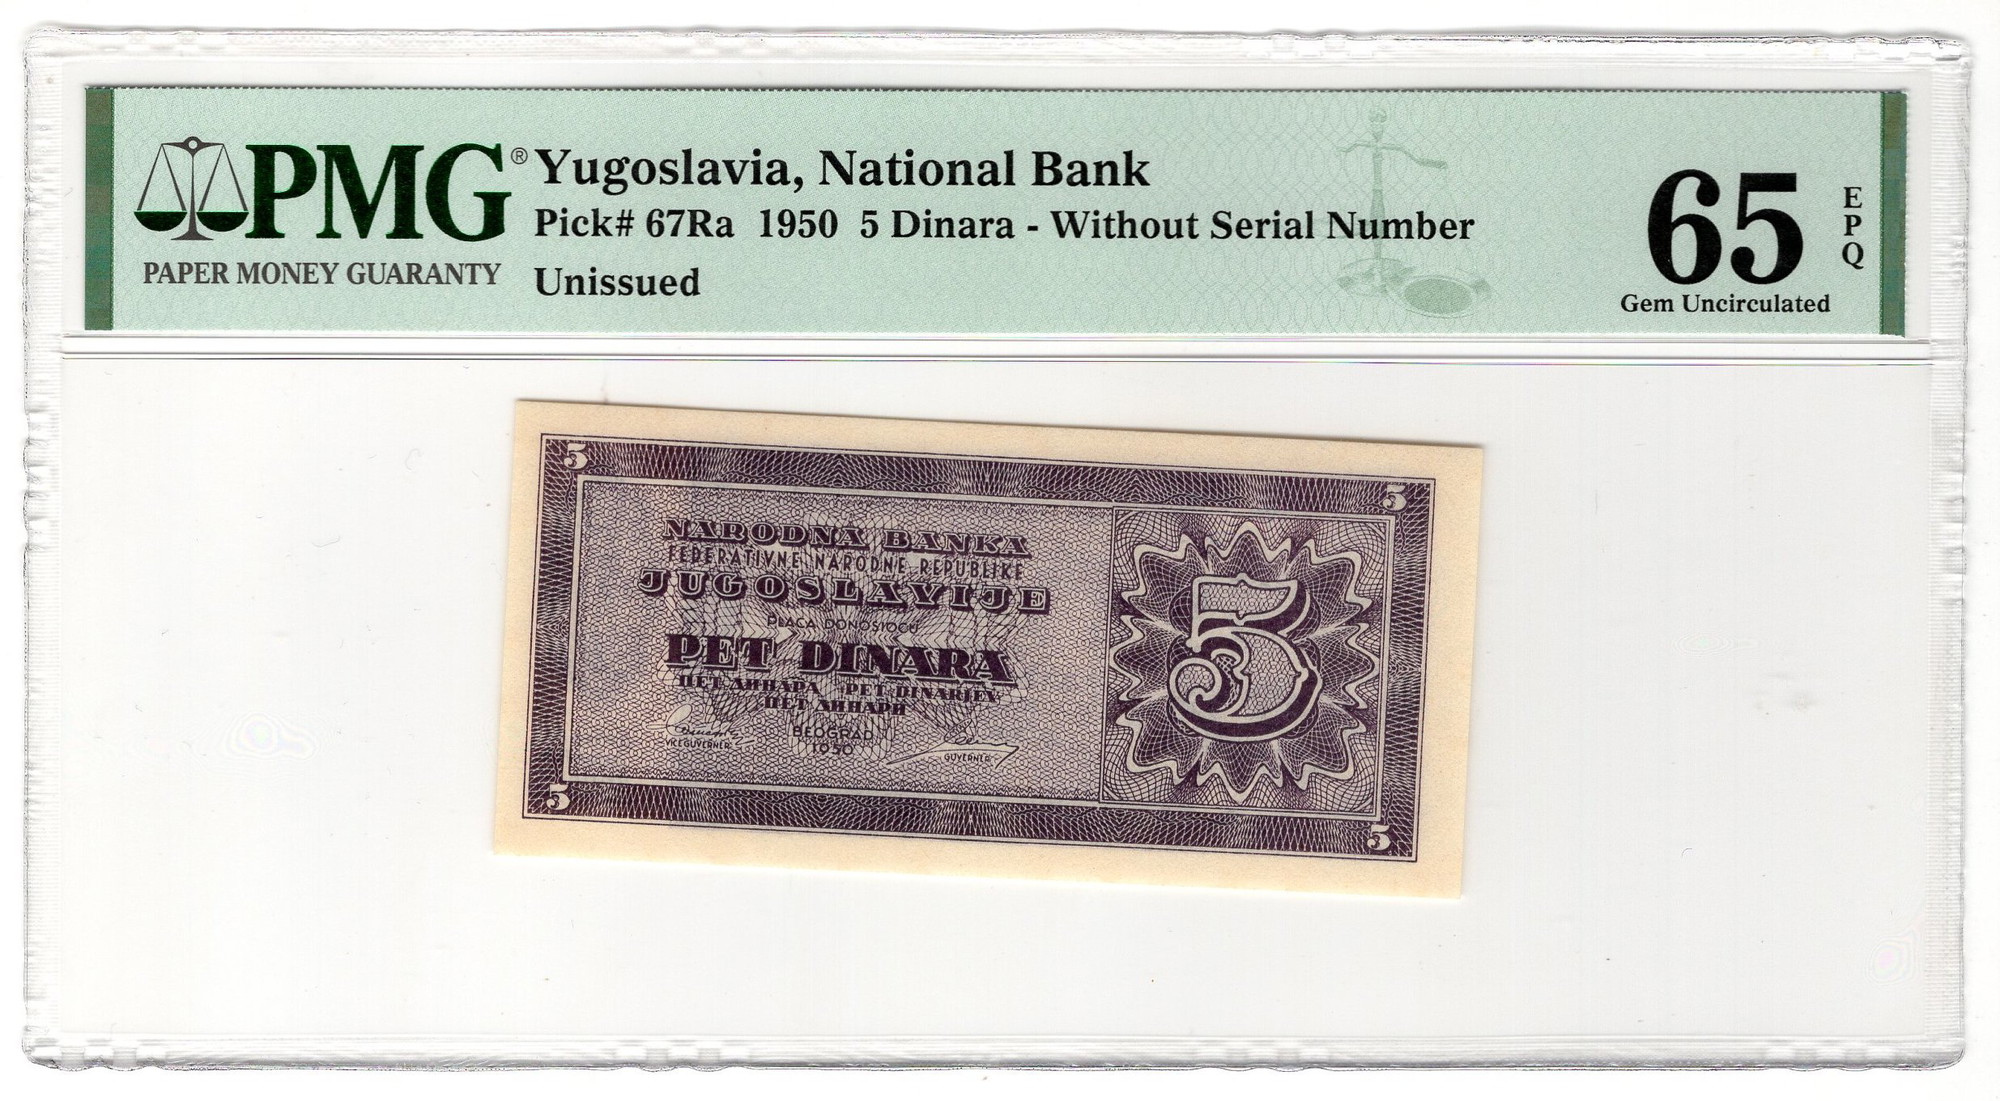 PMG®
PAPER MONEY GUARANTY
Yugoslavia, National Bank
Pick# 67Ra 1950 5 Dinara - Without Serial Number
Unissued
65
EPQ
Gem Uncirculated
5
5
NARODNA BANKA
FEDERATIVNE NARODNE REPUBLIKE
JUGOSLAVIJE
PLAĆA DONOSIOCU
PET DINARA
ПЕТ ДИНАРА PET DINARJEV
ПЕТ ДИНАРИ
BEOGRAD
1950
VICEGUVERNER
GUVERNER
5
5
5